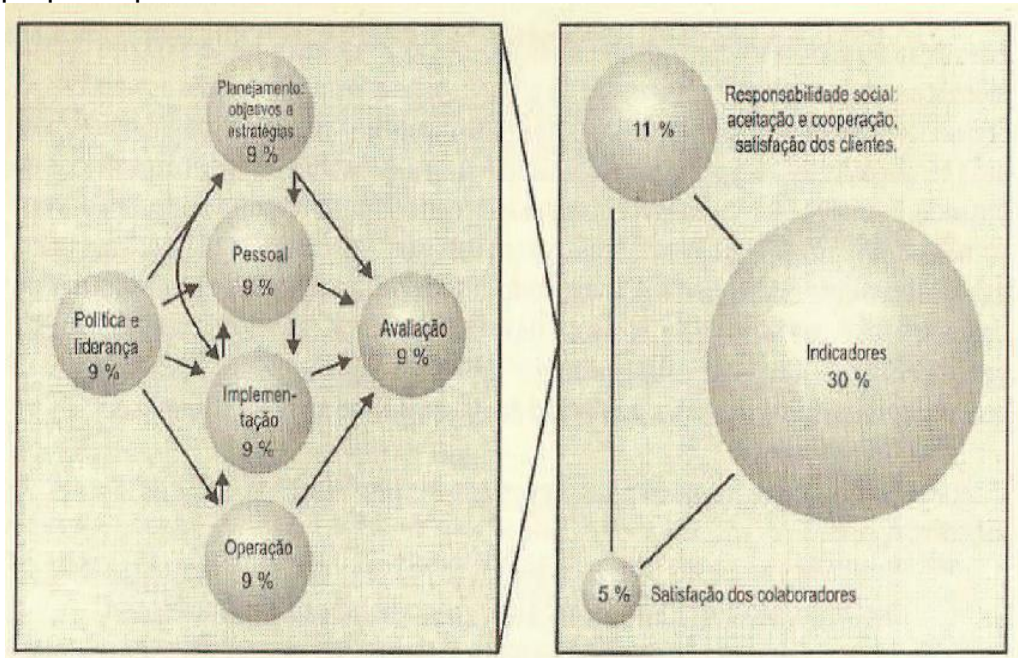 Planejamento:
objetivos e
estratégias
9 %
Pessoal
9 %
Política e
liderança
9 %
Avaliação
9 %
Implemen-
tação
9 %
Operação
9 %
11 %
Responsabilidade social:
aceitação e cooperação,
satisfação dos clientes.
Indicadores
30 %
5 %
Satisfação dos colaboradores